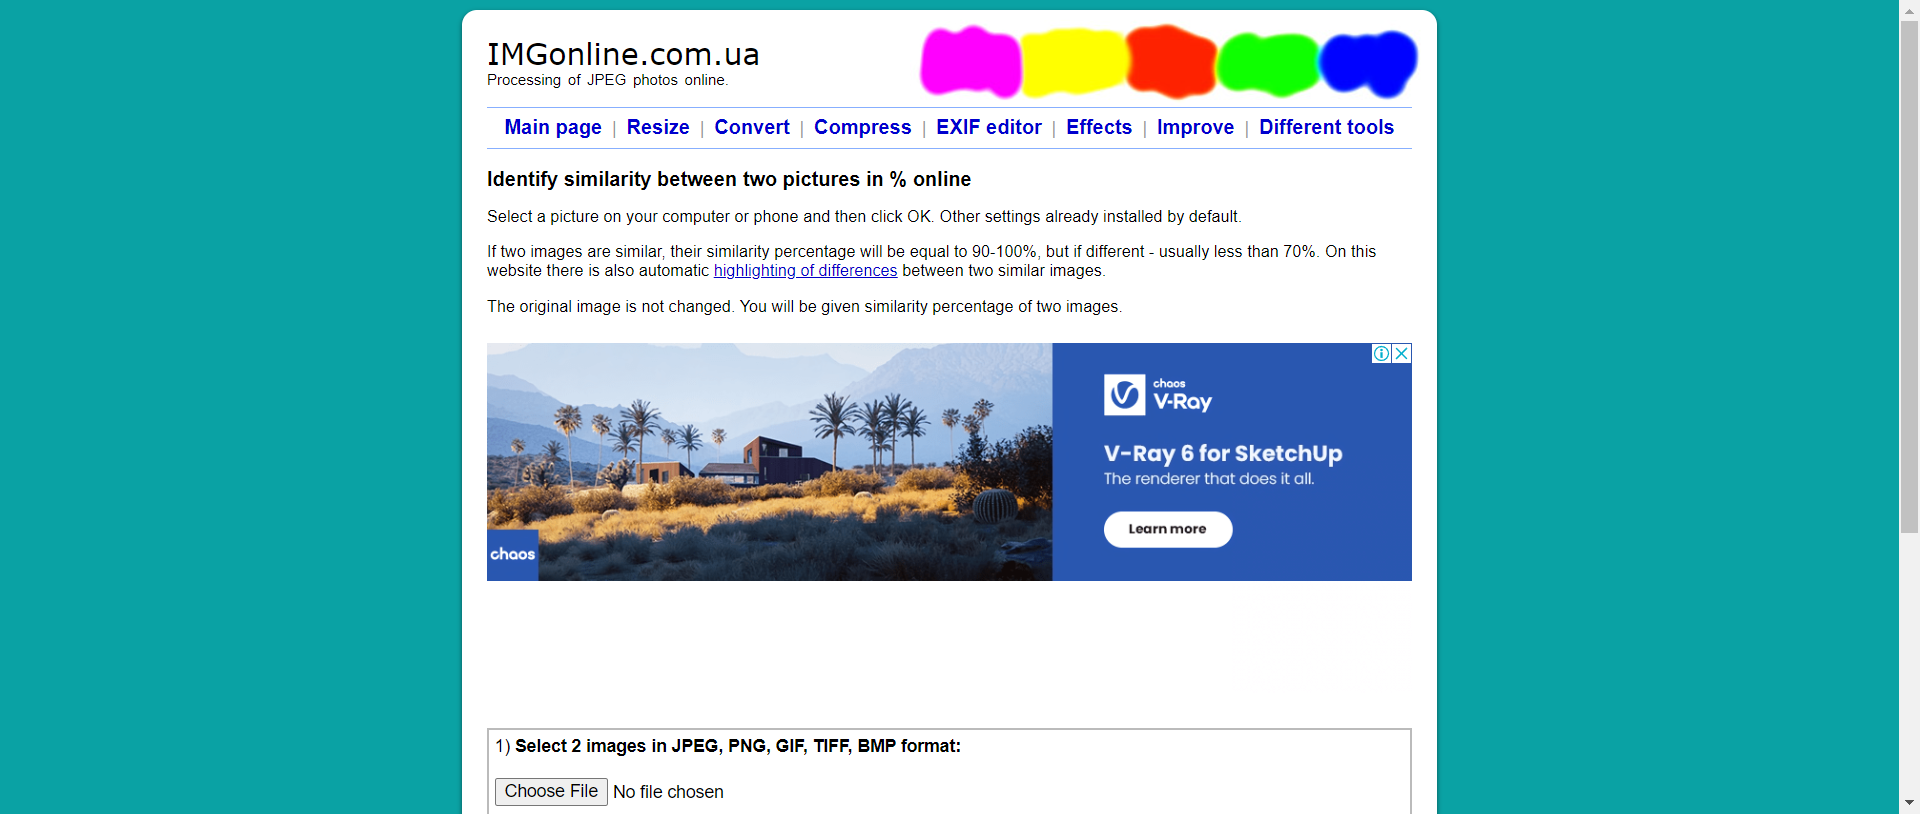 IMGonline.com.ua
Processing of JPEG photos online.
Main page | Resize | Convert | Compress | EXIF editor | Effects | Improve | Different tools
Identify similarity between two pictures in % online
Select a picture on your computer or phone and then click OK. Other settings already installed by default.
If two images are similar, their similarity percentage will be equal to 90-100%, but if different - usually less than 70%. On this
website there is also automatic highlighting of differences between two similar images.
The original image is not changed. You will be given similarity percentage of two images.
chaos
V-Ray
V-Ray 6 for SketchUp
The renderer that does it all.
Learn more
chaos
1) Select 2 images in JPEG, PNG, GIF, TIFF, BMP format:
Choose File No file chosen